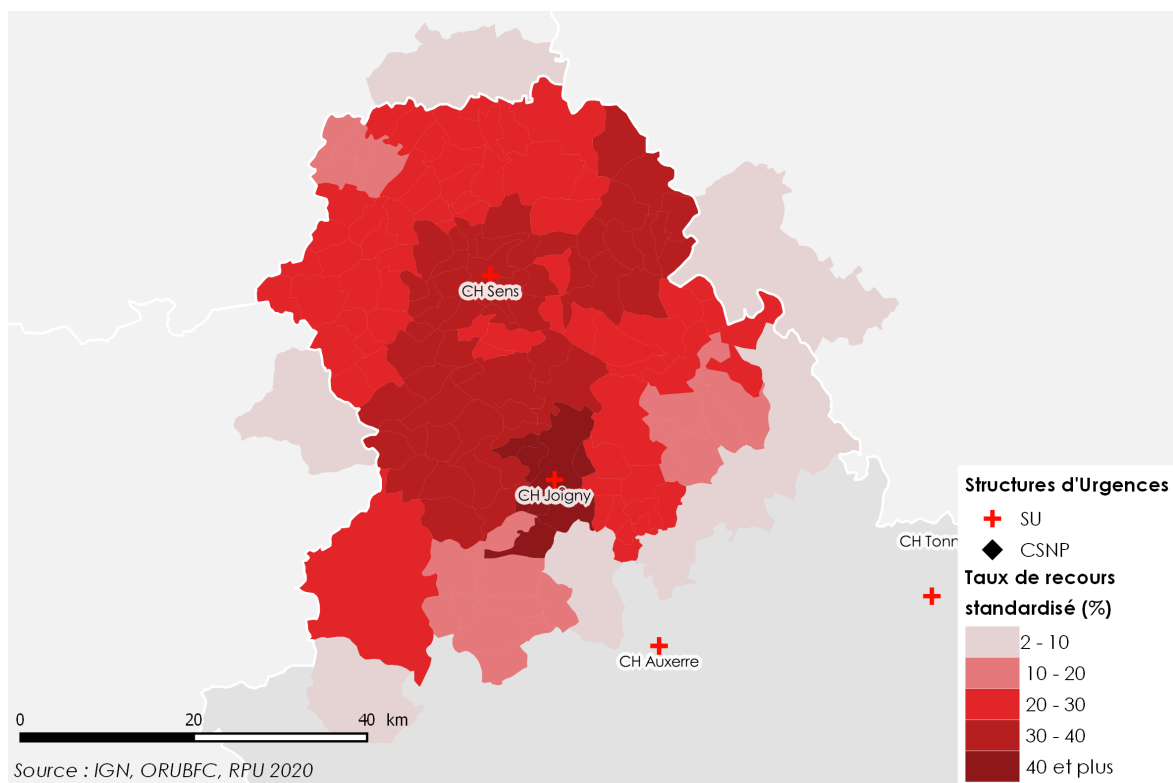 CH Sens
CH Joigny
CH Tonn
CH Auxerre
Structures d'Urgences
SU
CSNP
Taux de recours
standardisé (%)
2 - 10
10 - 20
20 - 30
30 - 40
40 et plus
0 20 40 km
Source : IGN, ORUBFC, RPU 2020